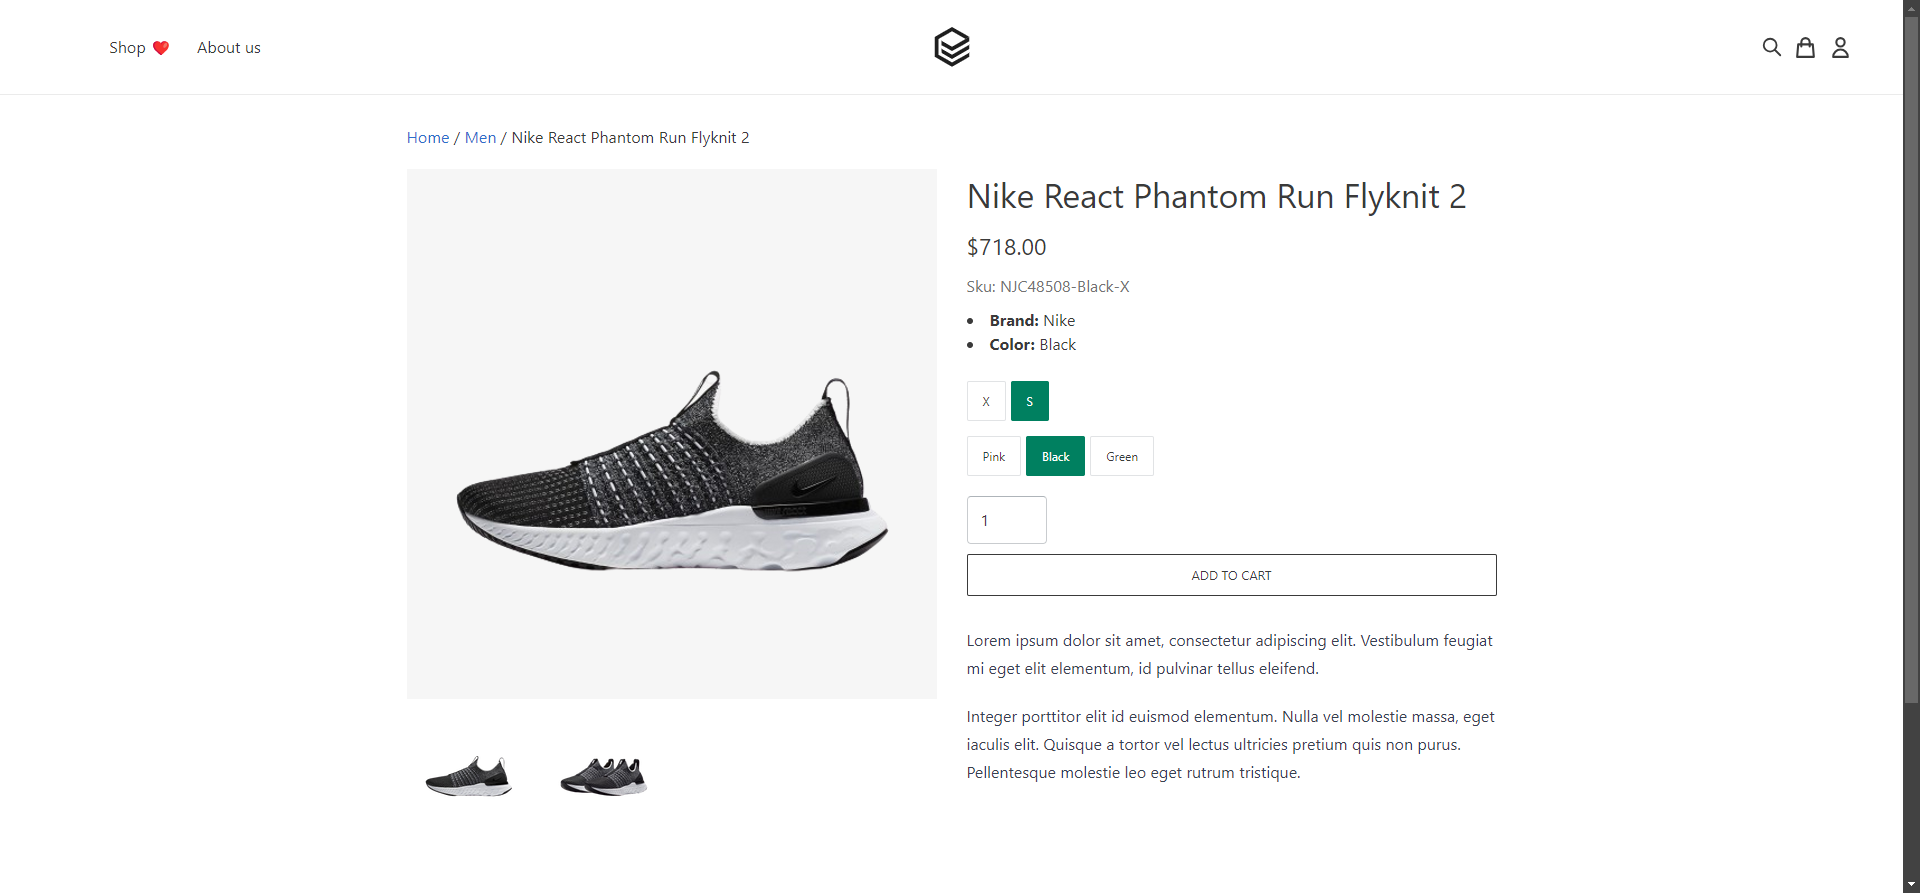 Shop ❤️ About us
Home / Men / Nike React Phantom Run Flyknit 2
Nike React Phantom Run Flyknit 2
$718.00
Sku: NJC48508-Black-X
• Brand: Nike
• Color: Black
X S
Pink Black Green
1
ADD TO CART
Lorem ipsum dolor sit amet, consectetur adipiscing elit. Vestibulum feugiat
mi eget elit elementum, id pulvinar tellus eleifend.
Integer porttitor elit id euismod elementum. Nulla vel molestie massa, eget
iaculis elit. Quisque a tortor vel lectus ultricies pretium quis non purus.
Pellentesque molestie leo eget rutrum tristique.